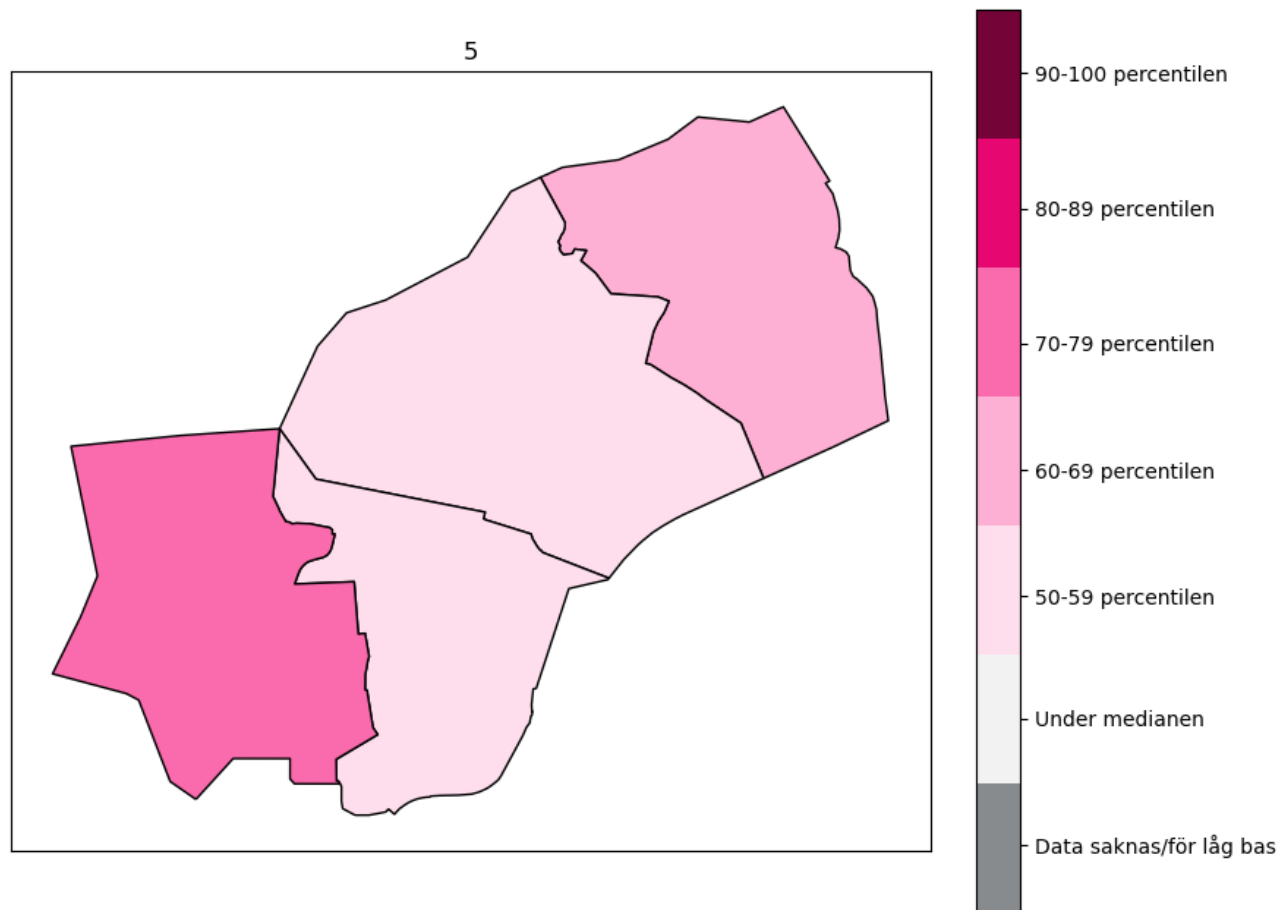 5
90-100 percentilen
80-89 percentilen
70-79 percentilen
60-69 percentilen
50-59 percentilen
Under medianen
Data saknas/för låg bas